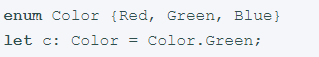 enum Color {Red, Green, Blue}
let c: Color = Color.Green;